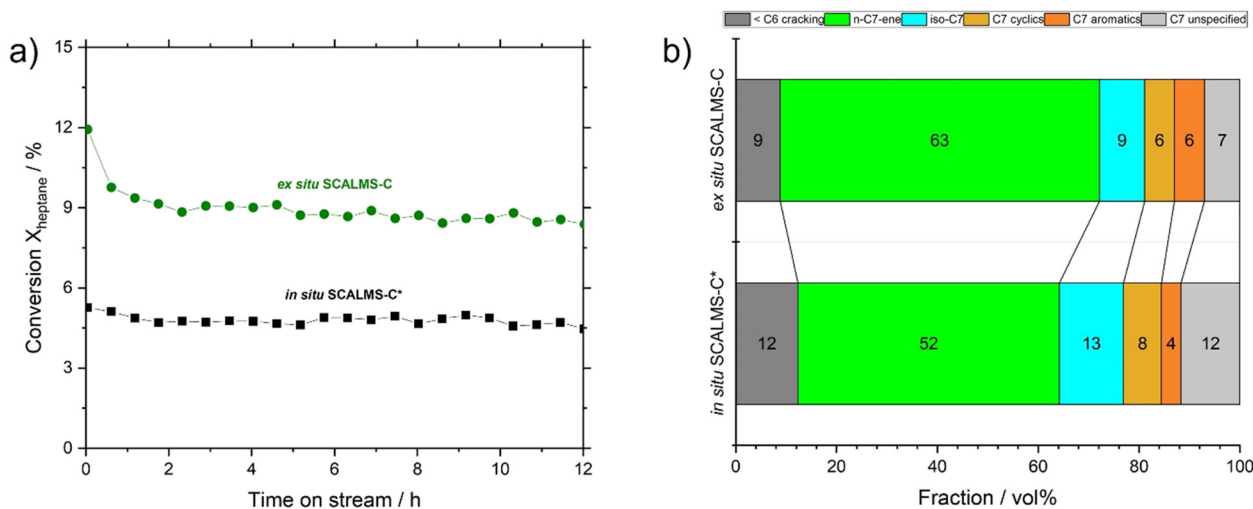 a)
15
12
9
6
3
0
Conversion Xheptane / %
ex situ SCALMS-C
in situ SCALMS-C*
0 2 4 6 8 10 12
Time on stream / h
b)
< C6 cracking n-C7-ene iso-C7 C7 cyclics C7 aromatics C7 unspecified
ex situ SCALMS-C
9 63 9 6 6 7
in situ SCALMS-C*
12 52 13 8 4 12
0 20 40 60 80 100
Fraction / vol%